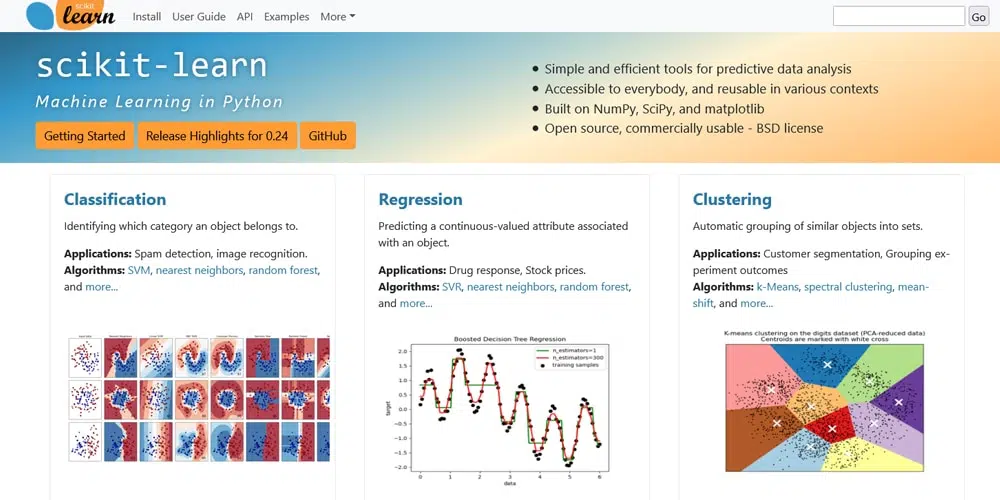 scikit
learn
Install User Guide API Examples More
Go
scikit-learn
Machine Learning in Python
Getting Started Release Highlights for 0.24 GitHub
Simple and efficient tools for predictive data analysis
Accessible to everybody, and reusable in various contexts
Built on NumPy, SciPy, and matplotlib
Open source, commercially usable - BSD license
Classification
Identifying which category an object belongs to.
Applications: Spam detection, image recognition.
Algorithms: SVM, nearest neighbors, random forest,
and more...
Regression
Predicting a continuous-valued attribute associated
with an object.
Applications: Drug response, Stock prices.
Algorithms: SVR, nearest neighbors, random forest,
and more...
Boosted Decision Tree Regression
n_estimators=1
n_estimators=300
training samples
target
2.0
1.5
1.0
0.5
0.0
−0.5
−1.0
−1.5
−2.0
0 1 2 3 4 5 6
data
Clustering
Automatic grouping of similar objects into sets.
Applications: Customer segmentation, Grouping ex-
periment outcomes
Algorithms: k-Means, spectral clustering, mean-
shift, and more...
K-means clustering on the digits dataset (PCA-reduced data)
Centroids are marked with white cross